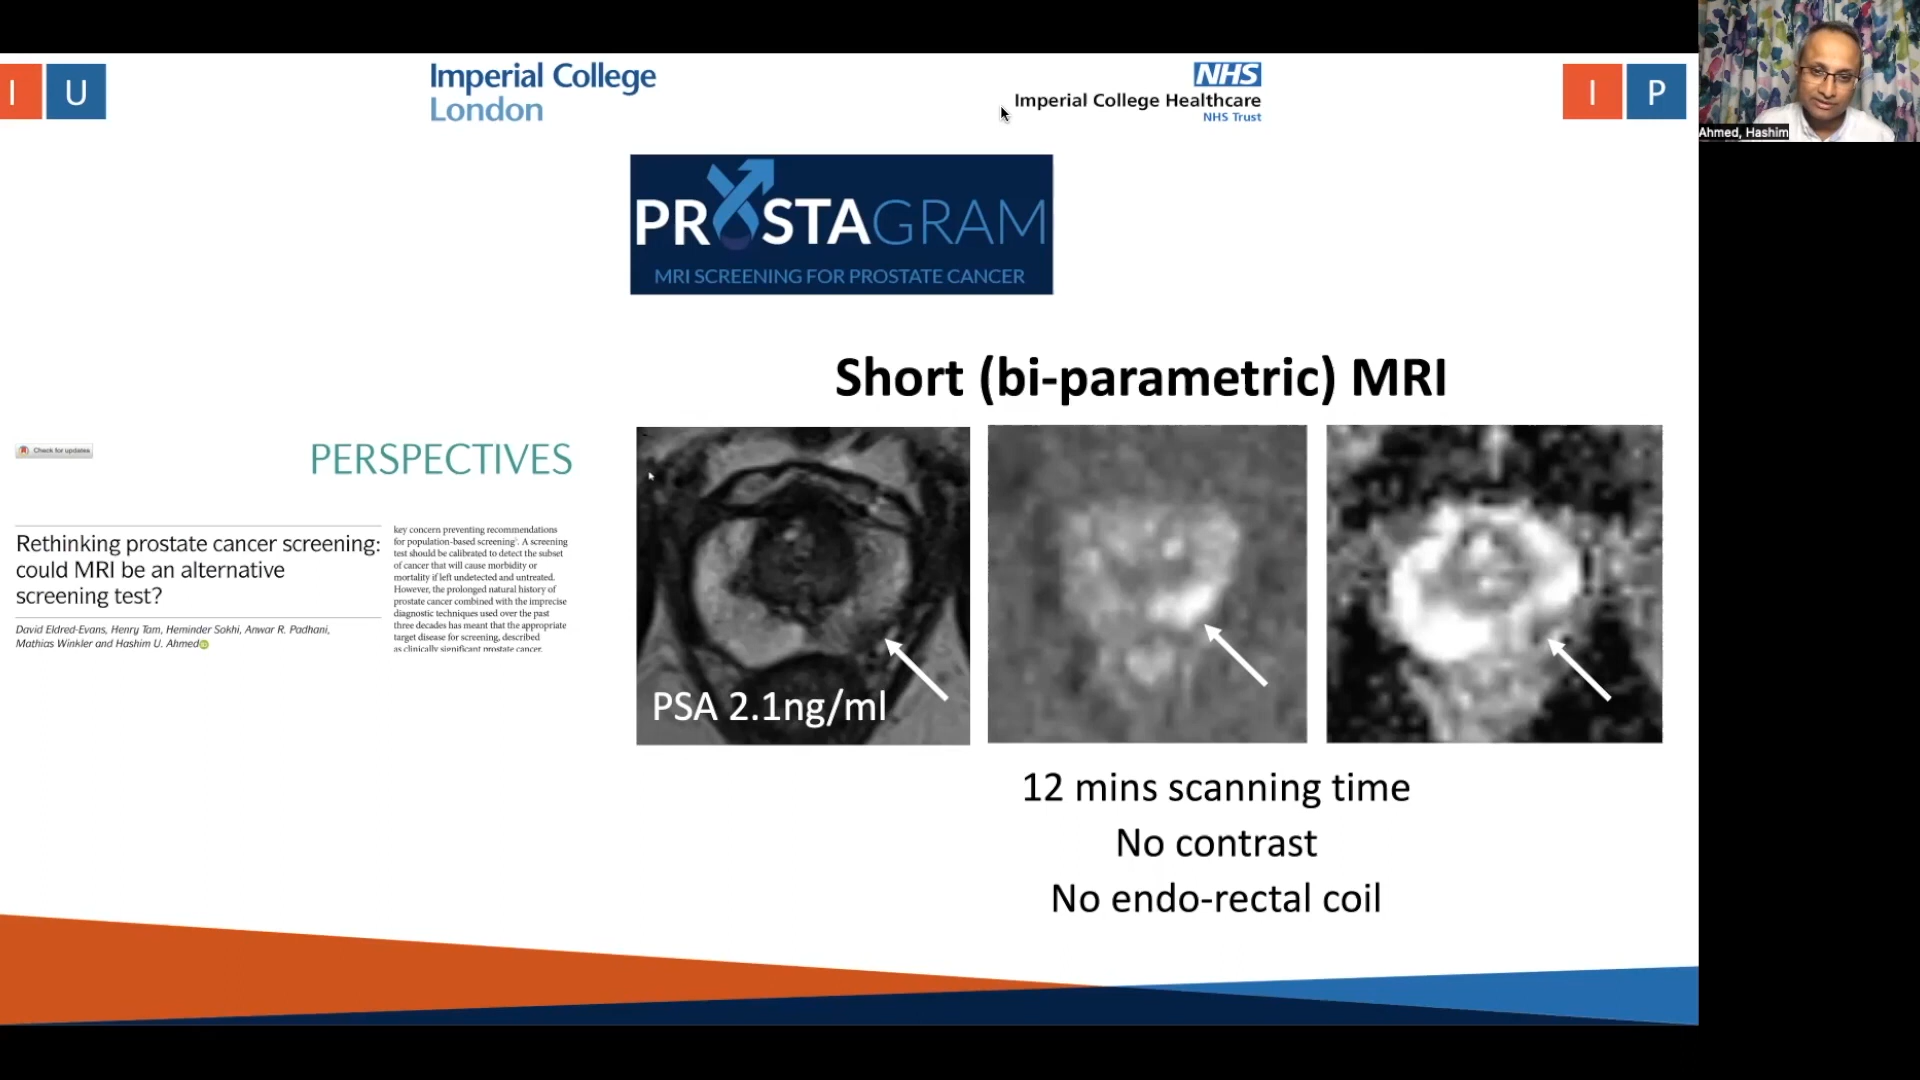 I U
Imperial College
London
NHS
Imperial College Healthcare
NHS Trust
I P
Ahmed, Hashim
PROSTAGRAM
MRI SCREENING FOR PROSTATE CANCER
Short (bi-parametric) MRI
Check for updates
PERSPECTIVES
Rethinking prostate cancer screening:
could MRI be an alternative
screening test?
David Eldred-Evans, Henry Tam, Heminder Sokhi, Anwar R. Padhani,
Mathias Winkler and Hashim U. Ahmed
key concern preventing recommendations
for population-based screening¹. A screening
test should be calibrated to detect the subset
of cancer that will cause morbidity or
mortality if left undetected and untreated.
However, the prolonged natural history of
prostate cancer combined with the imprecise
diagnostic techniques used over the past
three decades has meant that the appropriate
target disease for screening, described
as clinically significant prostate cancer,
PSA 2.1ng/ml
12 mins scanning time
No contrast
No endo-rectal coil